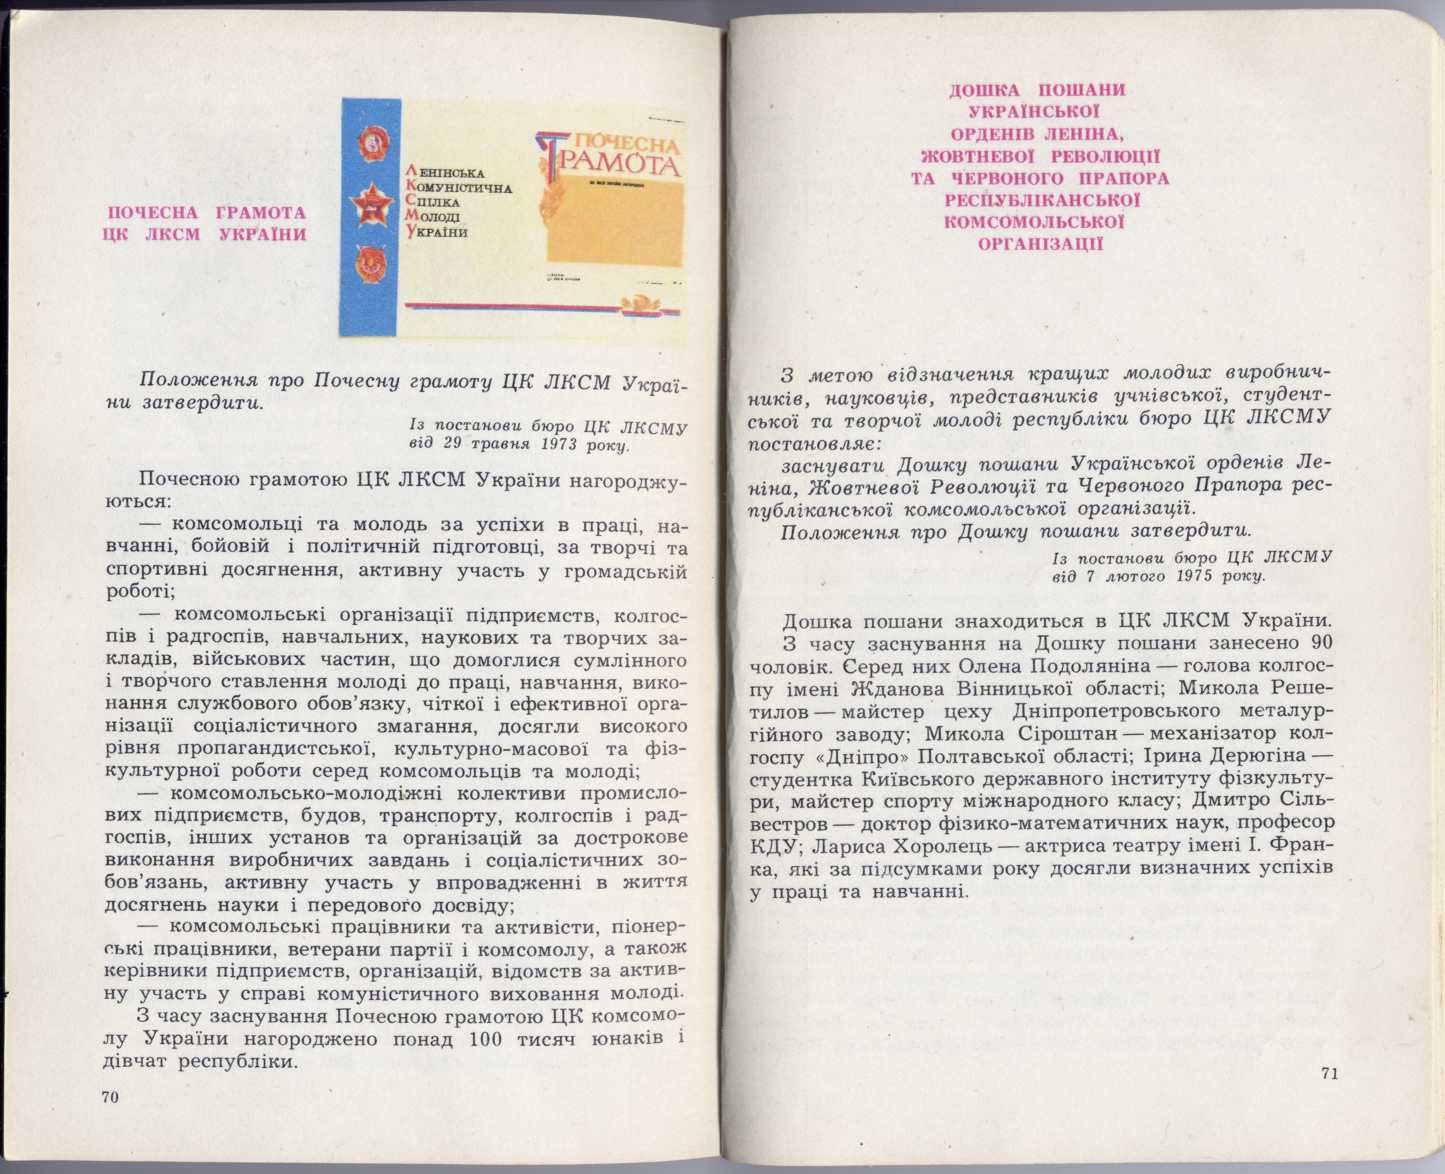 ПОЧЕСНА ГРАМОТА
ЦК ЛКСМ УКРАЇНИ
ЛЕНІНСЬКА
КОМУНІСТИЧНА
СПІЛКА
МОЛОДІ
УКРАЇНИ
ПОЧЕСНА
ГРАМОТА
Положення про Почесну грамоту ЦК ЛКСМ Украї-
ни затвердити.
Із постанови бюро ЦК ЛКСМУ
від 29 травня 1973 року.
Почесною грамотою ЦК ЛКСМ України нагороджу-
ються:
— комсомольці та молодь за успіхи в праці, на-
вчанні, бойовій і політичній підготовці, за творчі та
спортивні досягнення, активну участь у громадській
роботі;
— комсомольські організації підприємств, колгос-
пів і радгоспів, навчальних, наукових та творчих за-
кладів, військових частин, що домоглися сумлінного
і творчого ставлення молоді до праці, навчання, вико-
нання службового обов’язку, чіткої і ефективної орга-
нізації соціалістичного змагання, досягли високого
рівня пропагандистської, культурно-масової та фіз-
культурної роботи серед комсомольців та молоді;
— комсомольсько-молодіжні колективи промисло-
вих підприємств, будов, транспорту, колгоспів і рад-
госпів, інших установ та організацій за дострокове
виконання виробничих завдань і соціалістичних зо-
бов’язань, активну участь у впровадженні в життя
досягнень науки і передового досвіду;
— комсомольські працівники та активісти, піонер-
ські працівники, ветерани партії і комсомолу, а також
керівники підприємств, організацій, відомств за актив-
ну участь у справі комуністичного виховання молоді.
З часу заснування Почесною грамотою ЦК комсомо-
лу України нагороджено понад 100 тисяч юнаків і
дівчат республіки.
70
ДОШКА ПОШАНИ
УКРАЇНСЬКОЇ
ОРДЕНІВ ЛЕНІНА,
ЖОВТНЕВОЇ РЕВОЛЮЦІЇ
ТА ЧЕРВОНОГО ПРАПОРА
РЕСПУБЛІКАНСЬКОЇ
КОМСОМОЛЬСЬКОЇ
ОРГАНІЗАЦІЇ
З метою відзначення кращих молодих виробнич-
ників, науковців, представників учнівської, студент-
ської та творчої молоді республіки бюро ЦК ЛКСМУ
постановляє:
заснувати Дошку пошани Української орденів Ле-
ніна, Жовтневої Революції та Червоного Прапора рес-
публіканської комсомольської організації.
Положення про Дошку пошани затвердити.
Із постанови бюро ЦК ЛКСМУ
від 7 лютого 1975 року.
Дошка пошани знаходиться в ЦК ЛКСМ України.
З часу заснування на Дошку пошани занесено 90
чоловік. Серед них Олена Подоляніна — голова колгос-
пу імені Жданова Вінницької області; Микола Реше-
тилов — майстер цеху Дніпропетровського металур-
гійного заводу; Микола Сіроштан — механізатор кол-
госпу «Дніпро» Полтавської області; Ірина Дерюгіна —
студентка Київського державного інституту фізкульту-
ри, майстер спорту міжнародного класу; Дмитро Сіль-
вестров — доктор фізико-математичних наук, професор
КДУ; Лариса Хоролець — актриса театру імені І. Фран-
ка, які за підсумками року досягли визначних успіхів
у праці та навчанні.
71